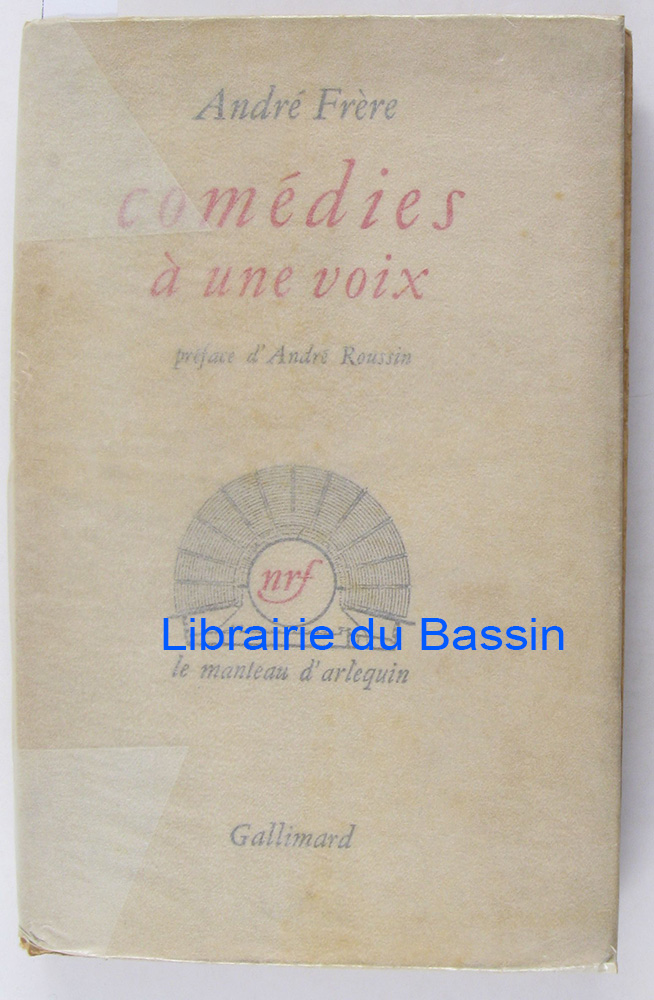 André Frère
comédies
à une voix
préface d'André Roussin
nrf
Librairie du Bassin
le manteau d'arlequin
Gallimard